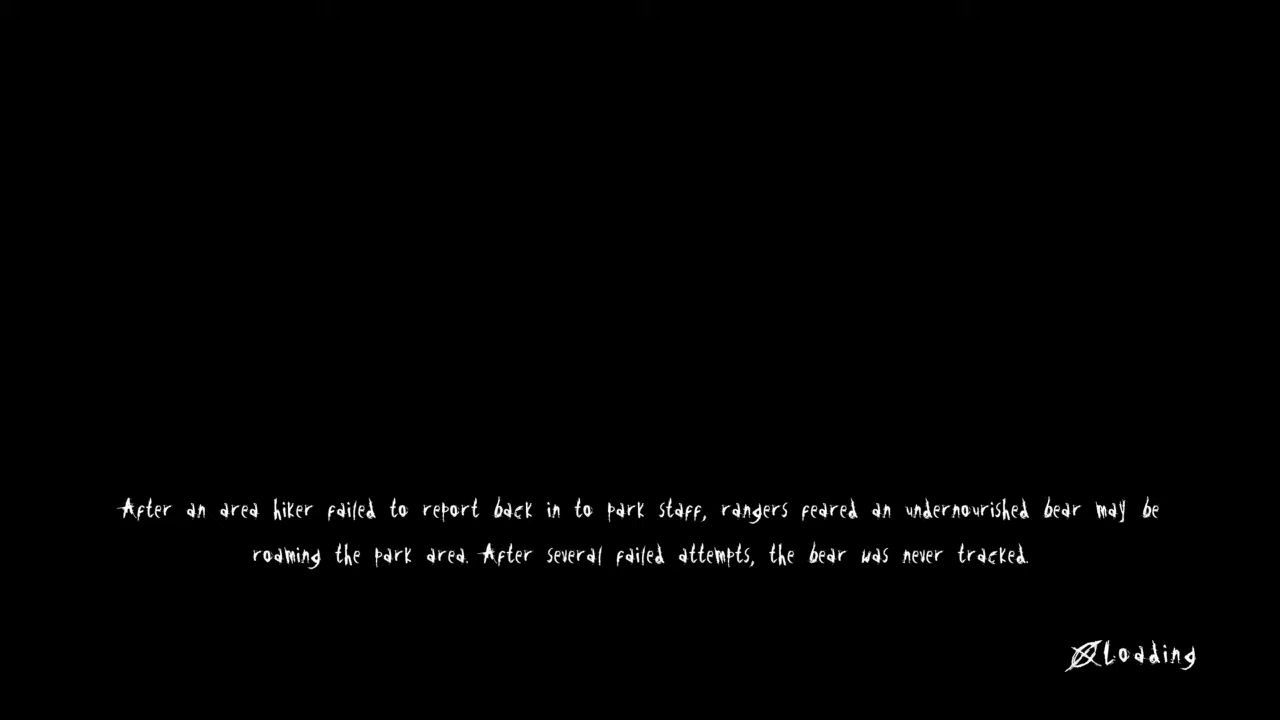 After an area hiker failed to report back in to park staff, rangers feared an undernourished bear may be
roaming the park area. After several failed attempts, the bear was never tracked.
Loading